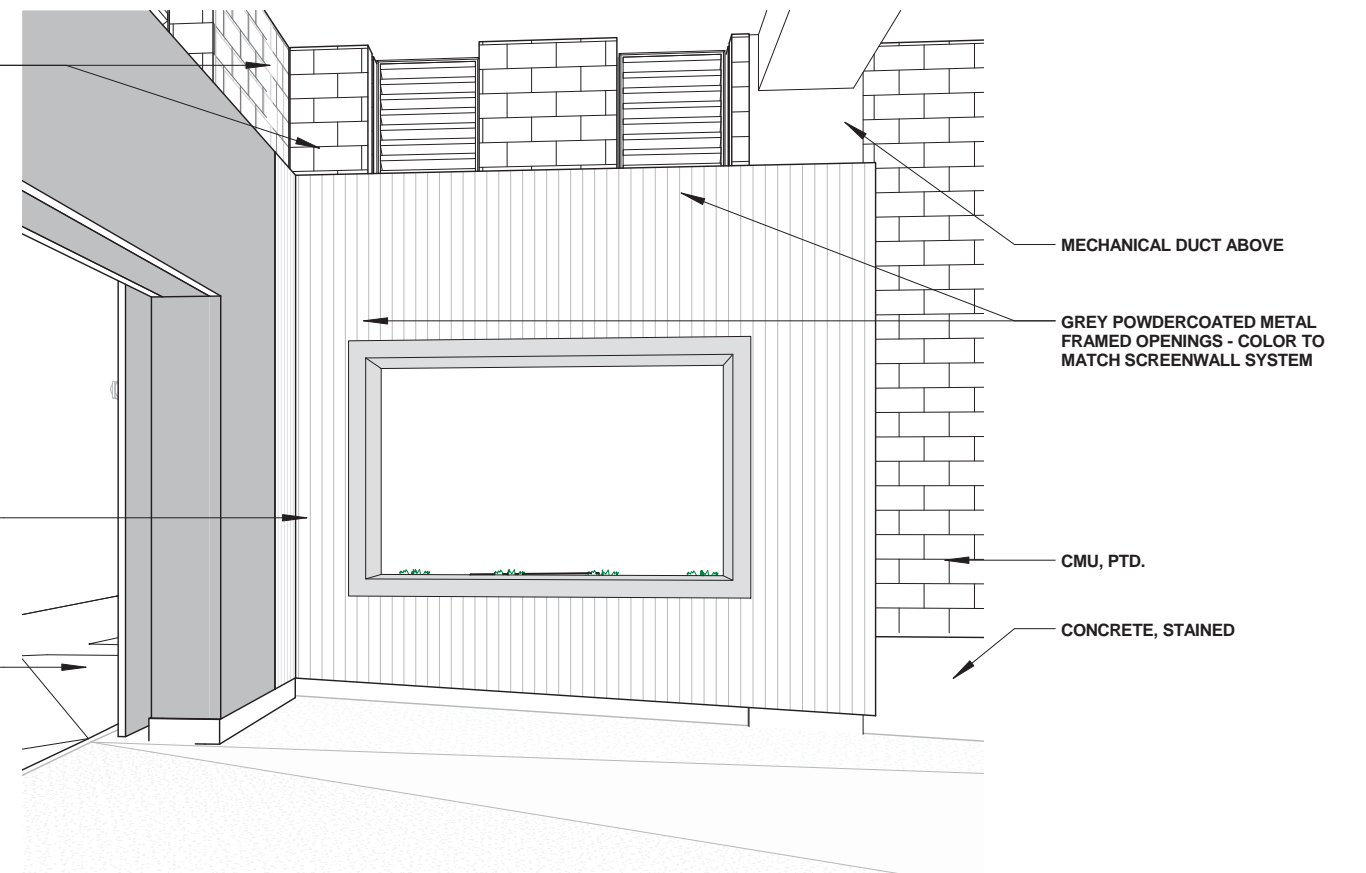 MECHANICAL DUCT ABOVE
GREY POWDERCOATED METAL
FRAMED OPENINGS - COLOR TO
MATCH SCREENWALL SYSTEM
CMU, PTD.
CONCRETE, STAINED